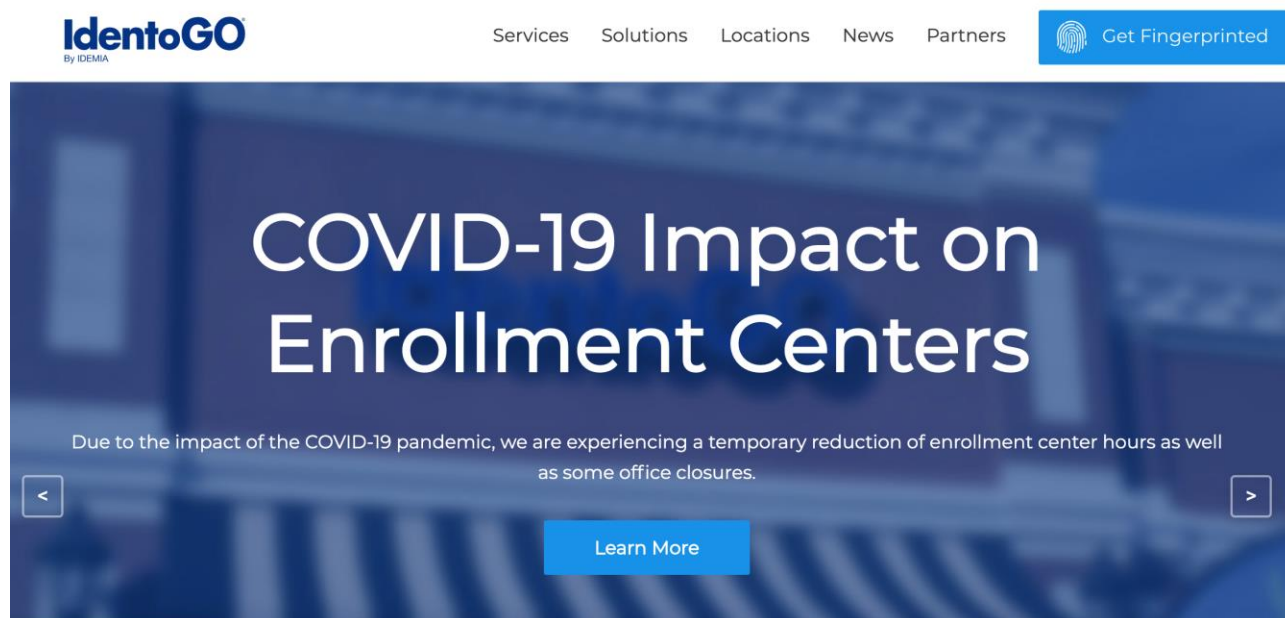 IdentoGO
By IDEMIA
Services Solutions Locations News Partners Get Fingerprinted
COVID-19 Impact on
Enrollment Centers
Due to the impact of the COVID-19 pandemic, we are experiencing a temporary reduction of enrollment center hours as well
as some office closures.
< >
Learn More